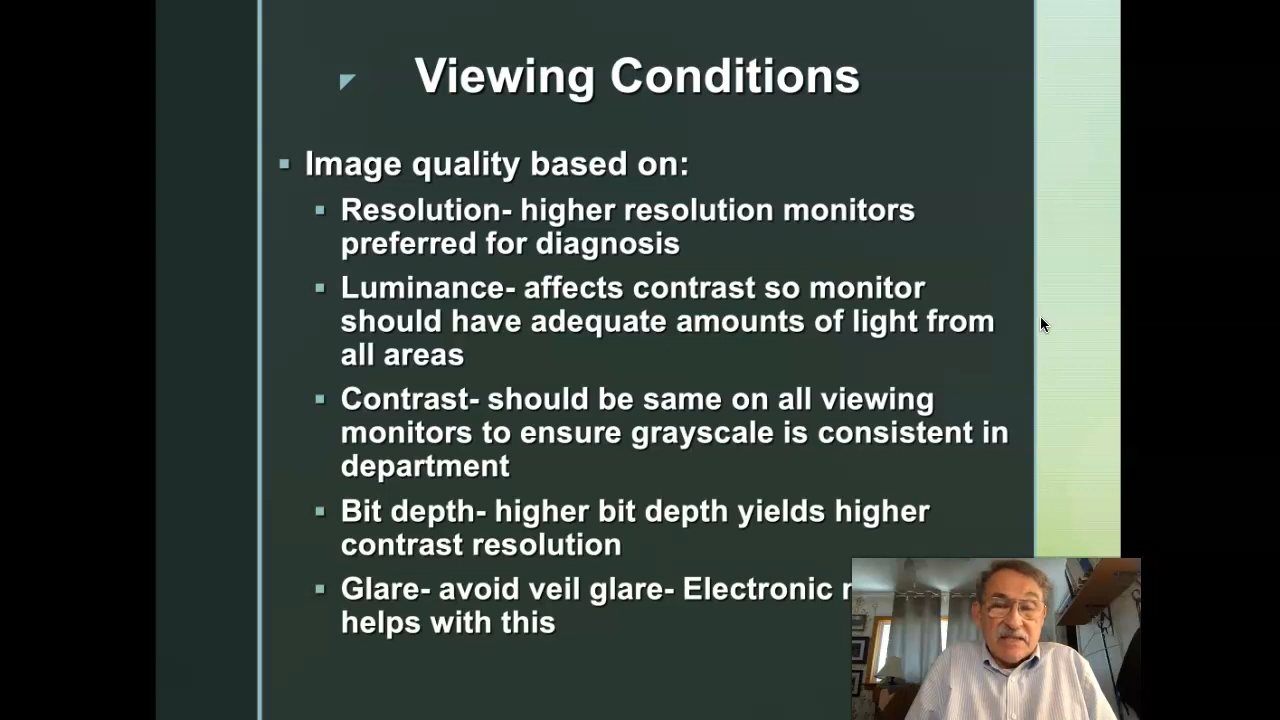 Viewing Conditions
Image quality based on:
Resolution- higher resolution monitors
preferred for diagnosis
Luminance- affects contrast so monitor
should have adequate amounts of light from
all areas
Contrast- should be same on all viewing
monitors to ensure grayscale is consistent in
department
Bit depth- higher bit depth yields higher
contrast resolution
Glare- avoid veil glare- Electronic
helps with this